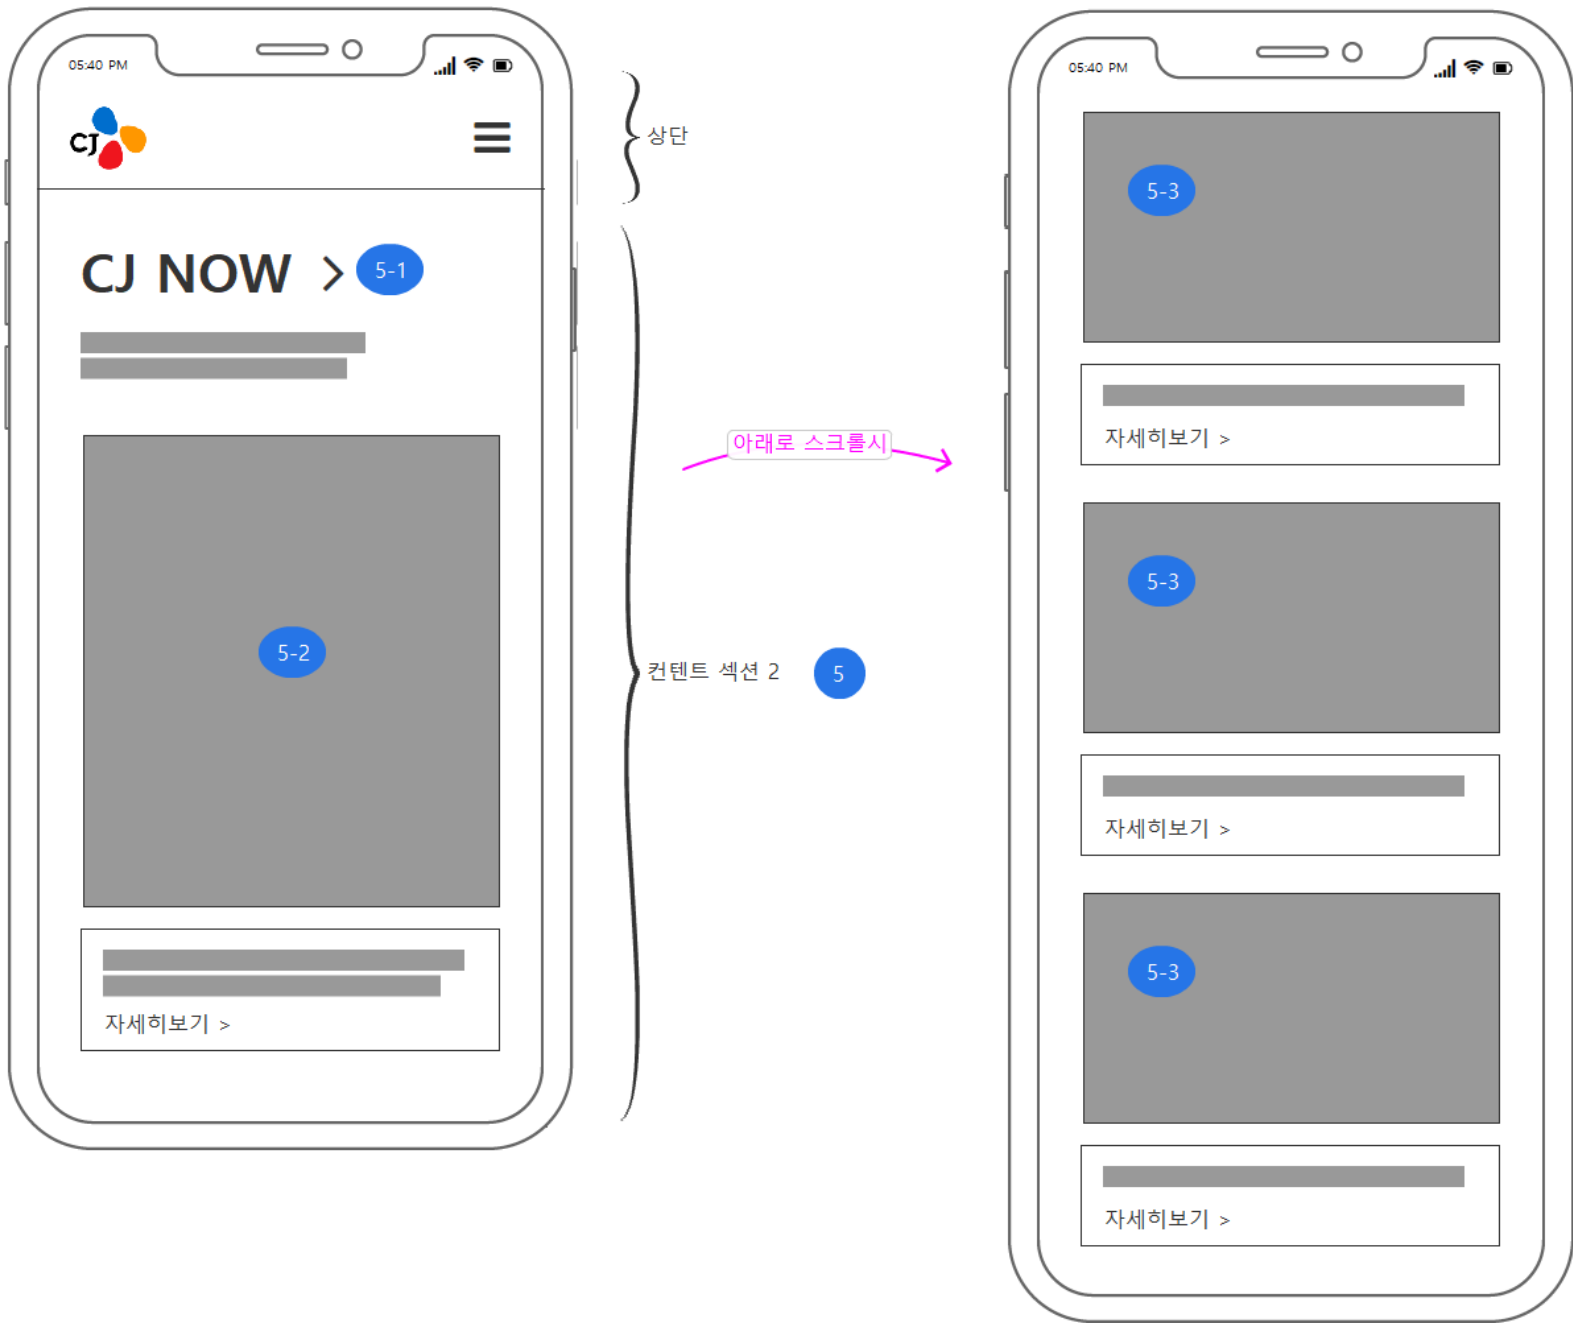 05:40 PM
CJ
상단
CJ NOW >
5-1
5-2
자세히보기 >
컨텐트 섹션 2
5
아래로 스크롤시
05:40 PM
5-3
자세히보기 >
5-3
자세히보기 >
5-3
자세히보기 >